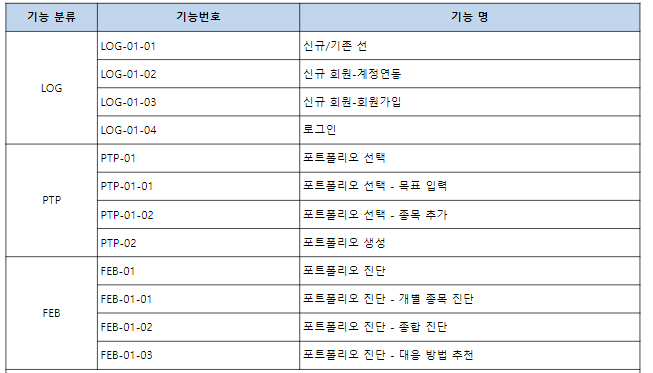 기능 분류 기능번호 기능 명
LOG
LOG-01-01 신규/기존 선
LOG-01-02 신규 회원-계정연동
LOG-01-03 신규 회원-회원가입
LOG-01-04 로그인
PTP
PTP-01 포트폴리오 선택
PTP-01-01 포트폴리오 선택 - 목표 입력
PTP-01-02 포트폴리오 선택 - 종목 추가
PTP-02 포트폴리오 생성
FEB
FEB-01 포트폴리오 진단
FEB-01-01 포트폴리오 진단 - 개별 종목 진단
FEB-01-02 포트폴리오 진단 - 종합 진단
FEB-01-03 포트폴리오 진단 - 대응 방법 추천